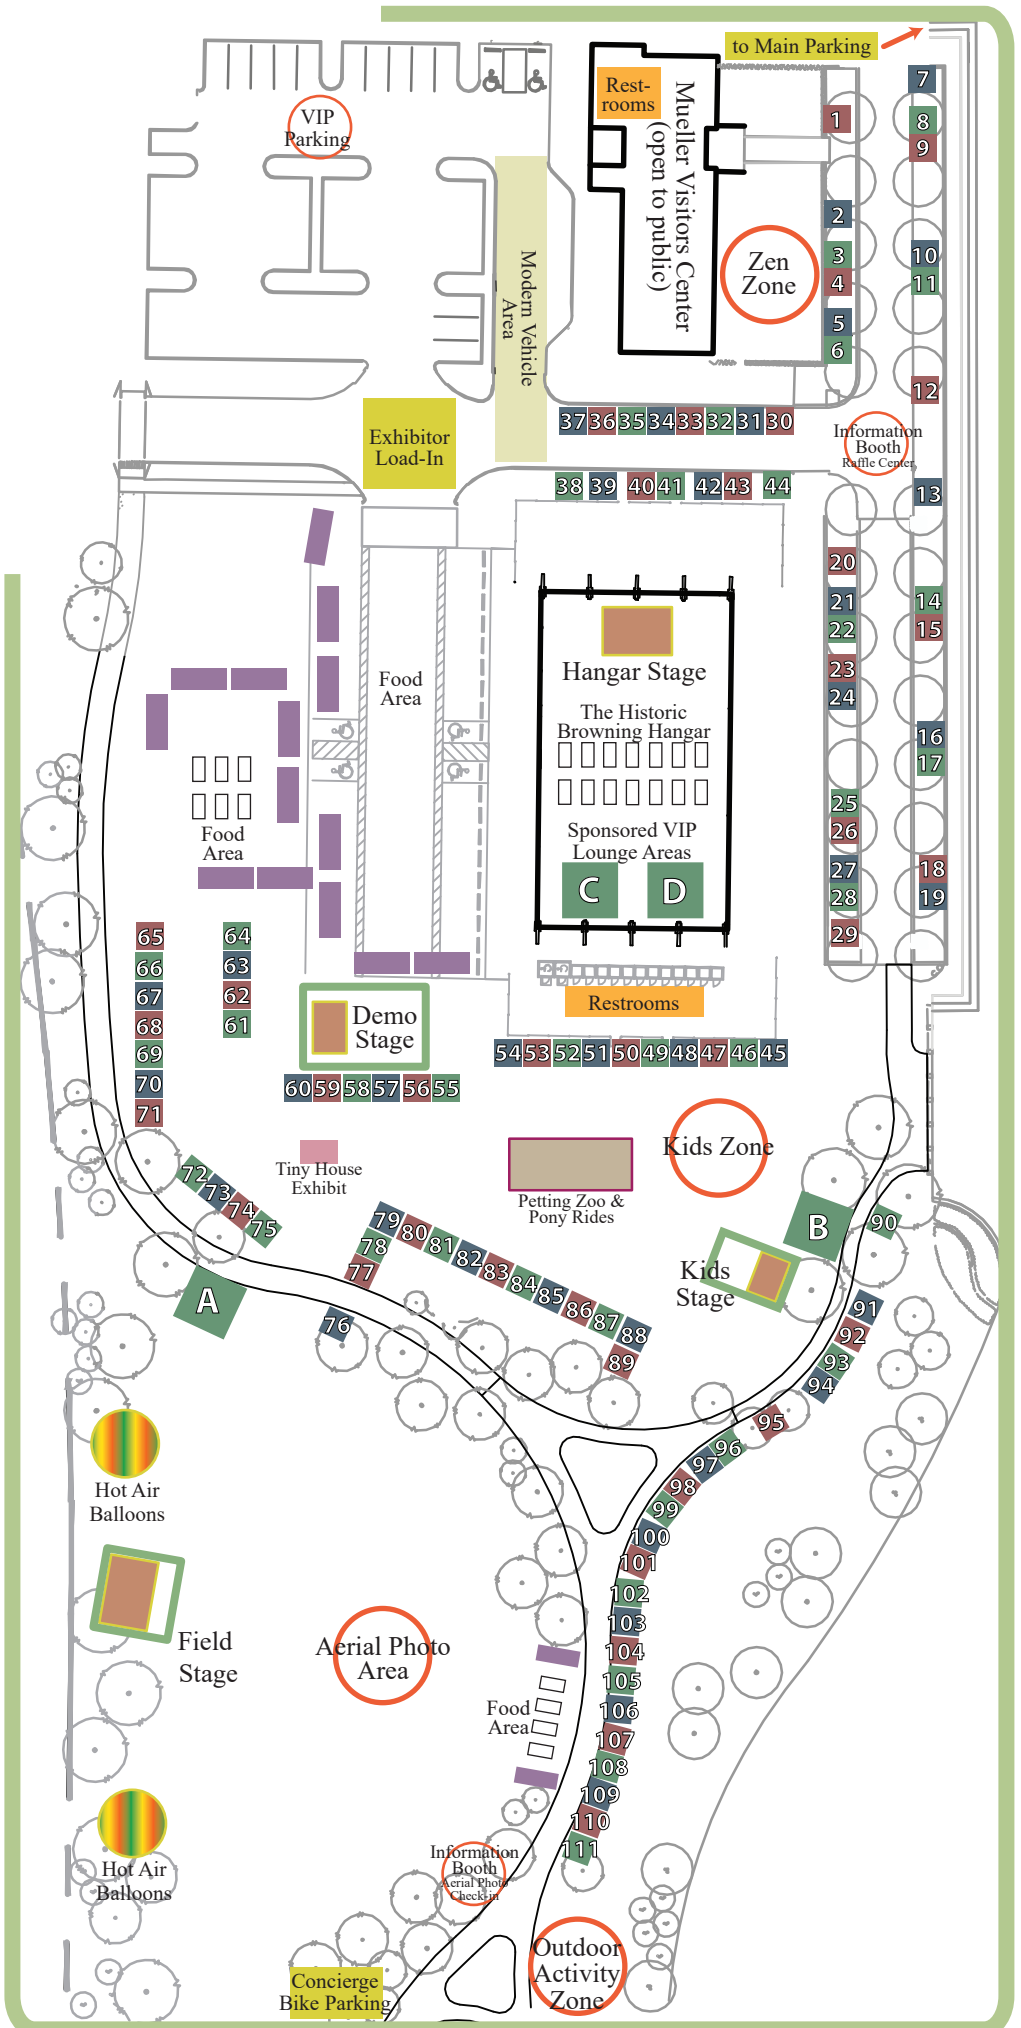 to Main Parking
7
Rest-
rooms
Mueller Visitors Center
(open to public)
VIP
Parking
1
8
9
2
Zen
Zone
3
4
5
6
10
11
Modern Vehicle
Area
12
37 36 35 34 33 32 31 30
Information
Booth
Raffle Center
Exhibitor
Load-In
38 39 40 41 42 43 44
13
20
21
22
23
24
14
15
Hangar Stage
Food
Area
The Historic
Browning Hangar
16
17
25
26
27
28
29
18
19
Food
Area
Sponsored VIP
Lounge Areas
C D
65
66
67
68
69
70
71
64
63
62
61
Demo
Stage
Restrooms
54 53 52 51 50 49 48 47 46 45
60 59 58 57 56 55
Kids Zone
Tiny House
Exhibit
Petting Zoo &
Pony Rides
72
73
74
75
79
80
81
82
83
84
85
86
87
88
89
78
77
76
B
90
Kids
Stage
A
91
92
93
94
95
96
97
98
99
100
101
102
103
104
105
106
107
108
109
110
111
Hot Air
Balloons
Field
Stage
Aerial Photo
Area
Food
Area
Hot Air
Balloons
Information
Booth
Aerial Photo
Check-in
Outdoor
Activity
Zone
Concierge
Bike Parking